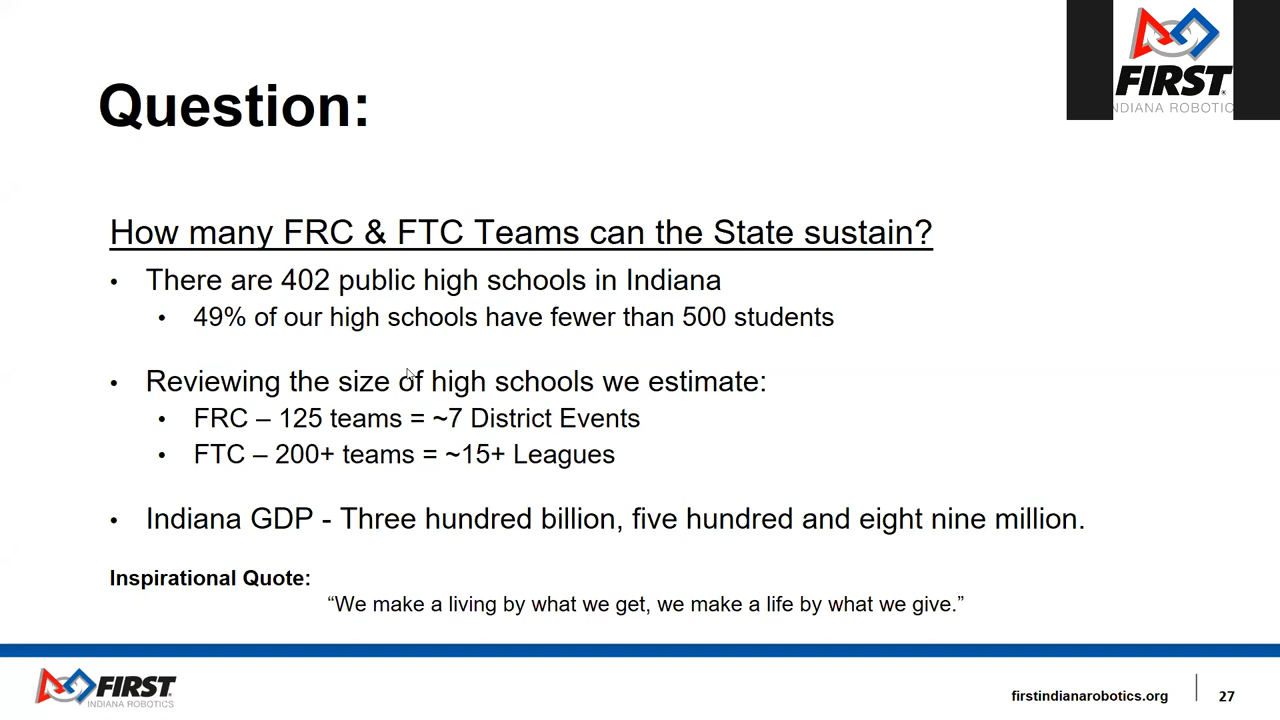 FIRST
INDIANA ROBOTIC
Question:
How many FRC & FTC Teams can the State sustain?
• There are 402 public high schools in Indiana
• 49% of our high schools have fewer than 500 students
• Reviewing the size of high schools we estimate:
• FRC – 125 teams = ~7 District Events
• FTC – 200+ teams = ~15+ Leagues
• Indiana GDP - Three hundred billion, five hundred and eight nine million.
Inspirational Quote:
“We make a living by what we get, we make a life by what we give.”
FIRST
INDIANA ROBOTICS
firstindianarobotics.org
27